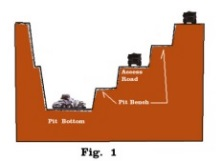 Access
Road
Pit Bench
Pit Bottom
Fig. 1